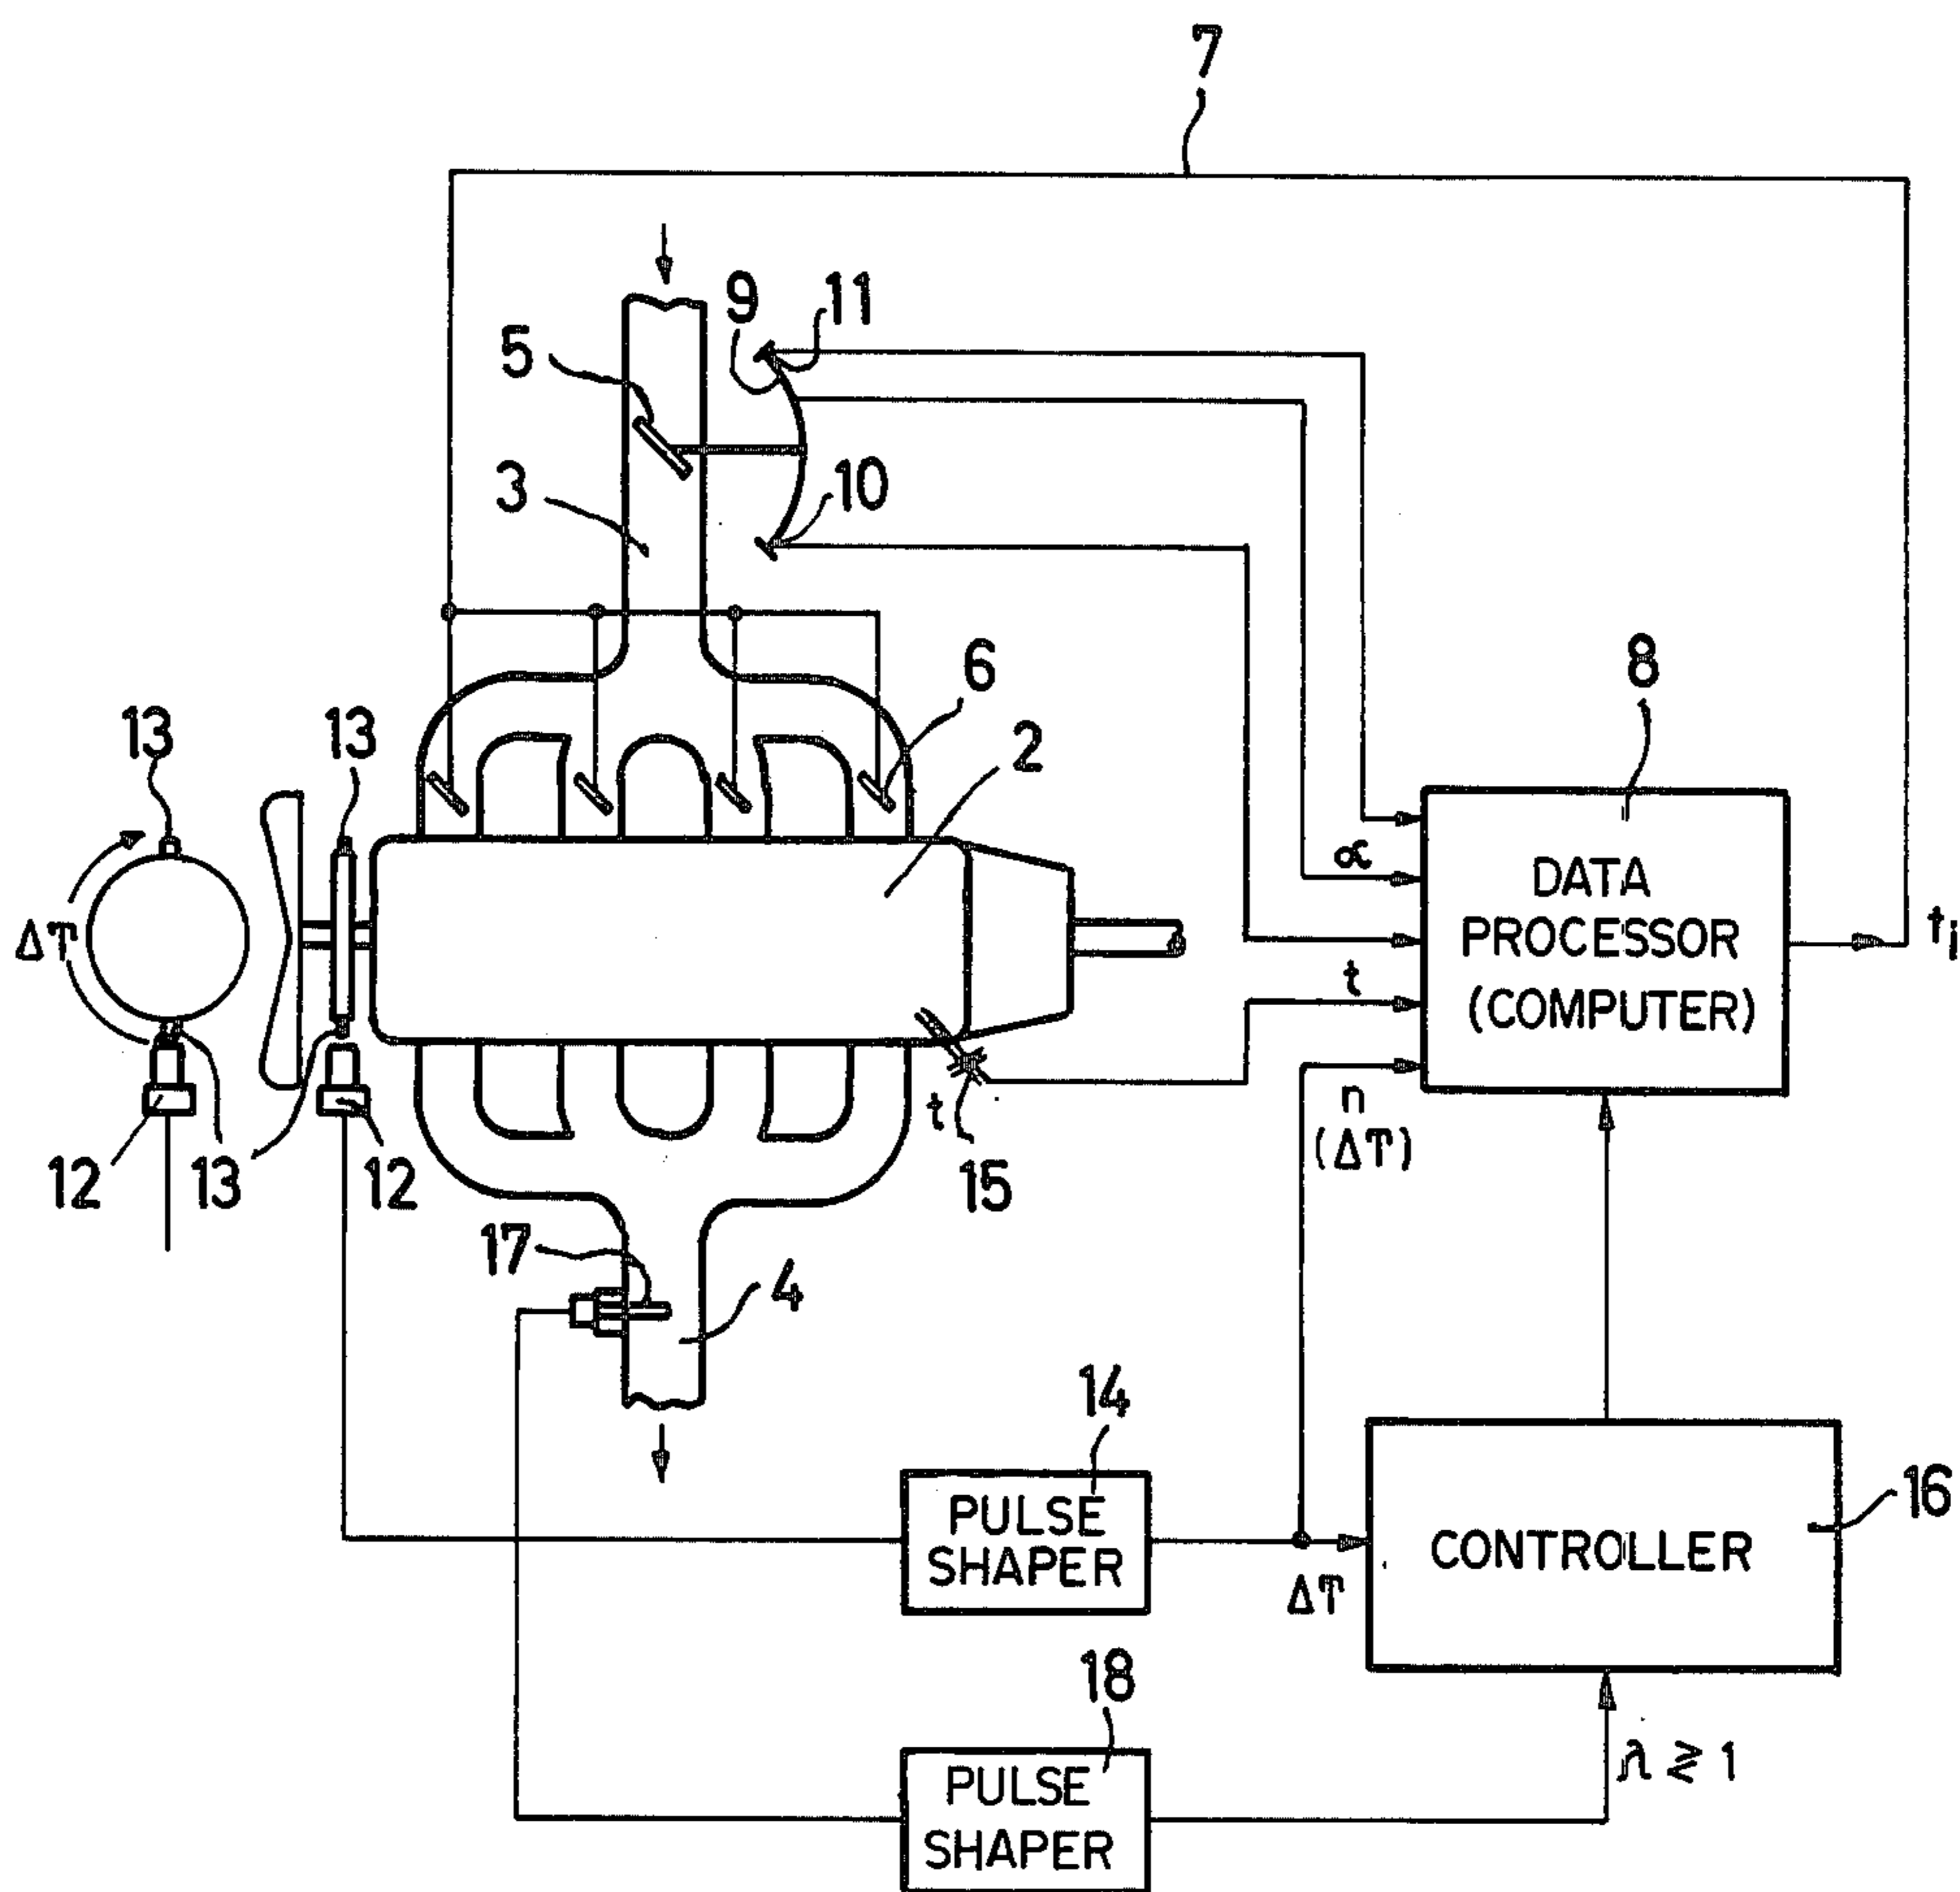 7
9
11
5
3
10
6
8
13
13
2
α
DATA
PROCESSOR
(COMPUTER)
ΔT
t
t_i
n
(ΔT)
t
12
13
12
15
17
4
14
PULSE
SHAPER
ΔT
CONTROLLER
16
18
PULSE
SHAPER
λ ≷ 1